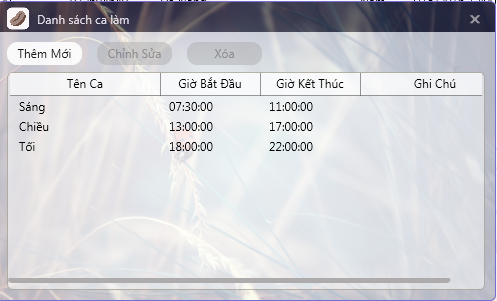 Danh sách ca làm
Thêm Mới Chỉnh Sửa Xóa
Tên Ca Giờ Bắt Đầu Giờ Kết Thúc Ghi Chú
Sáng 07:30:00 11:00:00
Chiều 13:00:00 17:00:00
Tối 18:00:00 22:00:00